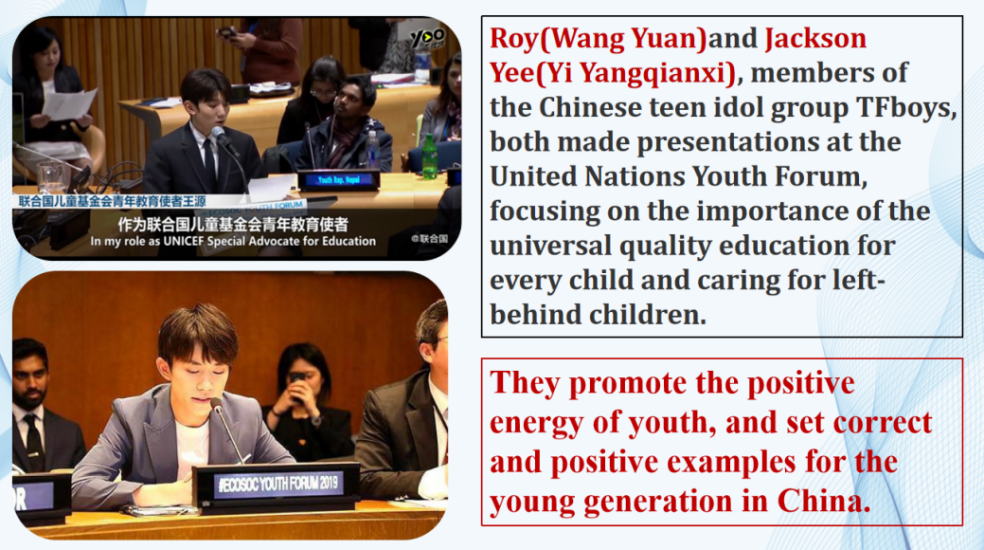 yoo
联合国儿童基金会青年教育使者王源
Youth Rep. Nepal
ECOSOC YOUTH FORUM
作为联合国儿童基金会青年教育使者
In my role as UNICEF Special Advocate for Education
@联合国
#ECOSOC YOUTH FORUM 2019
OR
Roy(Wang Yuan)and Jackson
Yee(Yi Yangqianxi), members of
the Chinese teen idol group TFboys,
both made presentations at the
United Nations Youth Forum,
focusing on the importance of the
universal quality education for
every child and caring for left-
behind children.
They promote the positive
energy of youth, and set correct
and positive examples for the
young generation in China.